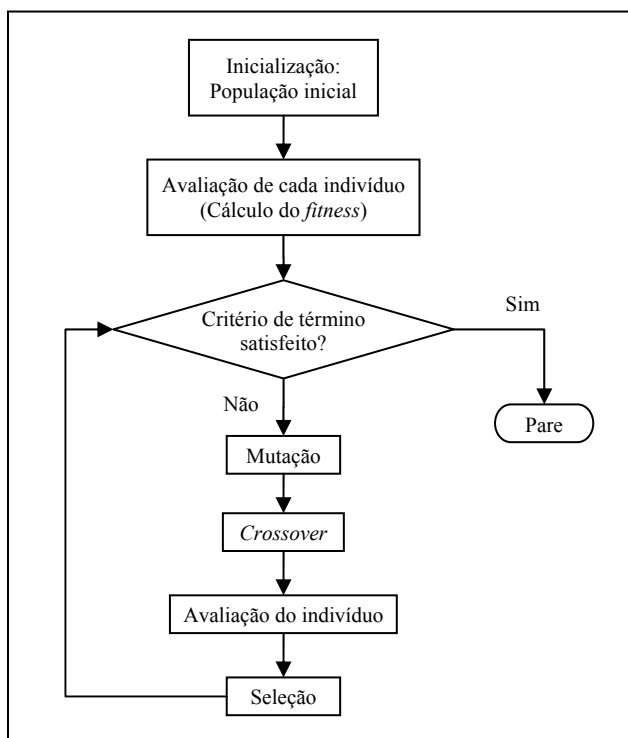 Inicialização:
População inicial
Avaliação de cada indivíduo
(Cálculo do fitness)
Critério de término
satisfeito?
Sim
Não
Pare
Mutação
Crossover
Avaliação do indivíduo
Seleção